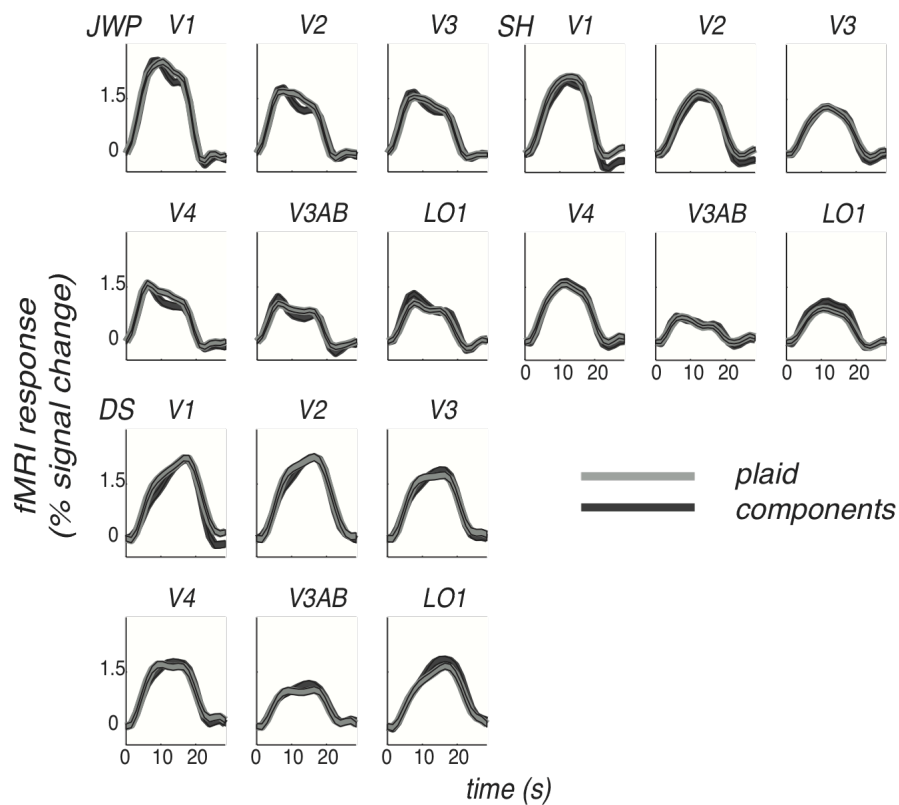 JWP V1 V2 V3 SH V1 V2 V3
1.5
0
V4 V3AB LO1 V4 V3AB LO1
1.5
0
0 10 20 0 10 20 0 10 20
DS V1 V2 V3
1.5
0
plaid
components
V4 V3AB LO1
1.5
0
0 10 20 0 10 20 0 10 20
time (s)
fMRI response
(% signal change)